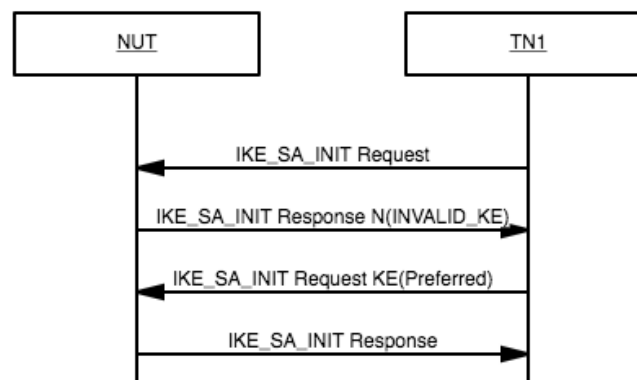 NUT
TN1
IKE_SA_INIT Request
IKE_SA_INIT Response N(INVALID_KE)
IKE_SA_INIT Request KE(Preferred)
IKE_SA_INIT Response